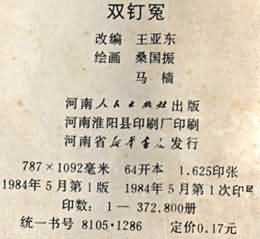 双钉冤
改编 王亚东
绘画 桑国振
马樯
河南人民出版社出版
河南淮阳县印刷厂印刷
河南省新华书店发行
787×1092毫米 64开本 1.625印张
1984年5月第1版 1984年5月第1次印
印数：1—372,800册
统一书号 8105·1286 定价0.17元